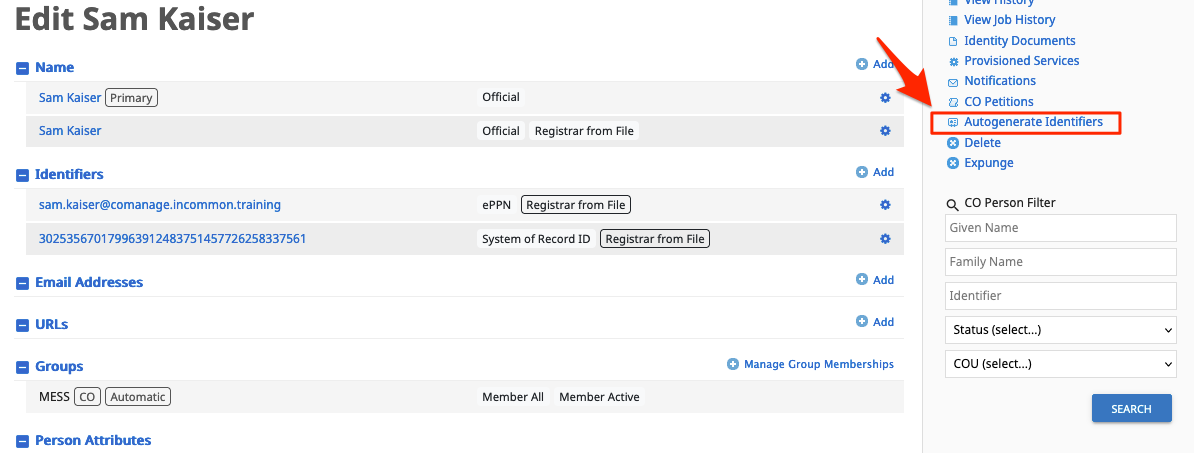 Edit Sam Kaiser
Name
Add
Sam Kaiser Primary Official
Sam Kaiser Official Registrar from File
Identifiers
Add
sam.kaiser@comanage.incommon.training ePPN Registrar from File
302535670179963912483751457726258337561 System of Record ID Registrar from File
Email Addresses
Add
URLs
Add
Groups
Manage Group Memberships
MESS CO Automatic Member All Member Active
Person Attributes
View History
View Job History
Identity Documents
Provisioned Services
Notifications
CO Petitions
Autogenerate Identifiers
Delete
Expunge
CO Person Filter
Given Name
Family Name
Identifier
Status (select...)
COU (select...)
SEARCH